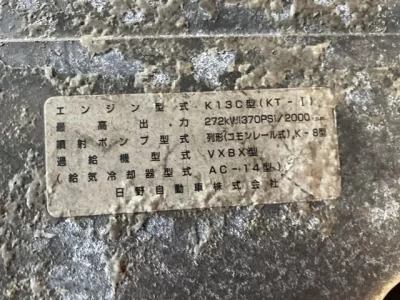 エンジン型式 K13C型(KT-I)
最高出力 272kW{370PS}/2000rpm
噴射ポンプ型式 列形(コモンレール式),K-8型
過給機型式 VXBX型
(給気冷却器型式 AC-14型)
日野自動車株式会社